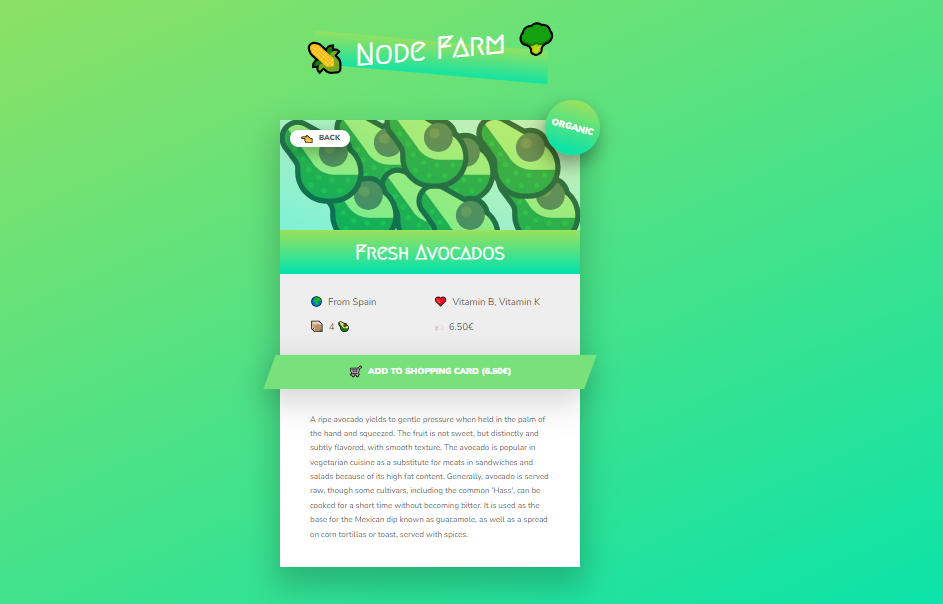 Node Farm
ORGANIC
BACK
Fresh Avocados
From Spain
Vitamin B, Vitamin K
4
6.50€
ADD TO SHOPPING CARD (6.50€)
A ripe avocado yields to gentle pressure when held in the palm of
the hand and squeezed. The fruit is not sweet, but distinctly and
subtly flavored, with smooth texture. The avocado is popular in
vegetarian cuisine as a substitute for meats in sandwiches and
salads because of its high fat content. Generally, avocado is served
raw, though some cultivars, including the common 'Hass', can be
cooked for a short time without becoming bitter. It is used as the
base for the Mexican dip known as guacamole, as well as a spread
on corn tortillas or toast, served with spices.